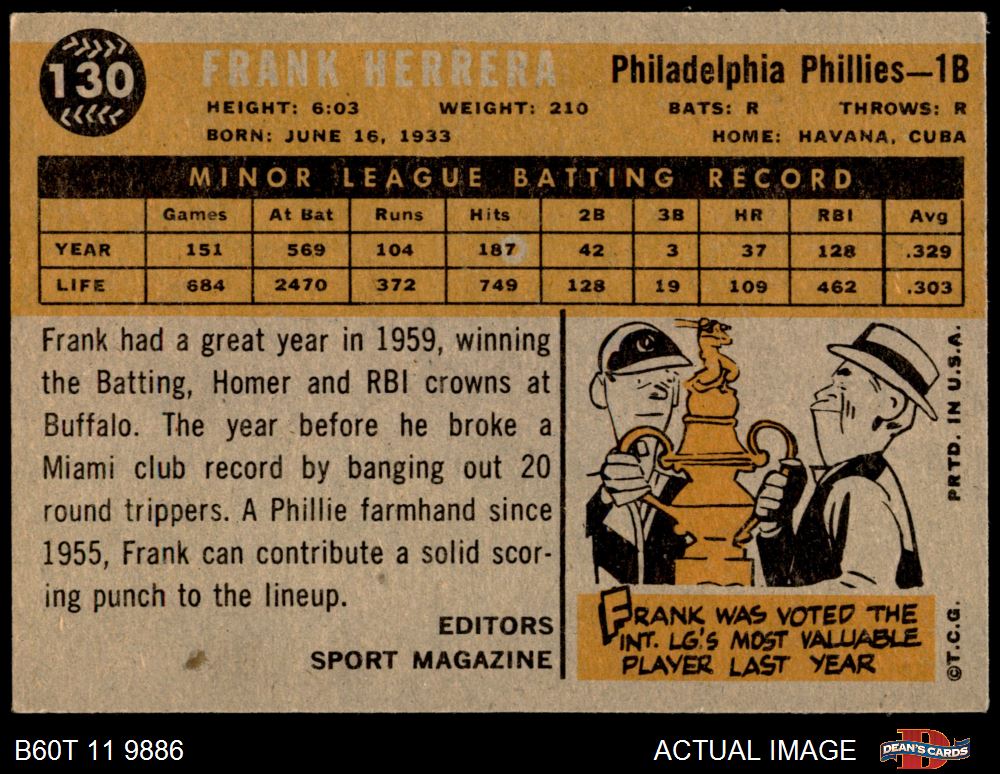 130
FRANK HERRERA Philadelphia Phillies—1B
HEIGHT: 6:03 WEIGHT: 210 BATS: R THROWS: R
BORN: JUNE 16, 1933 HOME: HAVANA, CUBA
MINOR LEAGUE BATTING RECORD
Games At Bat Runs Hits 2B 3B HR RBI Avg
YEAR 151 569 104 187 42 3 37 128 .329
LIFE 684 2470 372 749 128 19 109 462 .303
Frank had a great year in 1959, winning
the Batting, Homer and RBI crowns at
Buffalo. The year before he broke a
Miami club record by banging out 20
round trippers. A Phillie farmhand since
1955, Frank can contribute a solid scor-
ing punch to the lineup.
EDITORS
SPORT MAGAZINE
FRANK WAS VOTED THE
INT. LG.'S MOST VALUABLE
PLAYER LAST YEAR
PRTD. IN U.S.A.
©T.C.G.
B60T 11 9886
ACTUAL IMAGE
DEAN'S CARDS